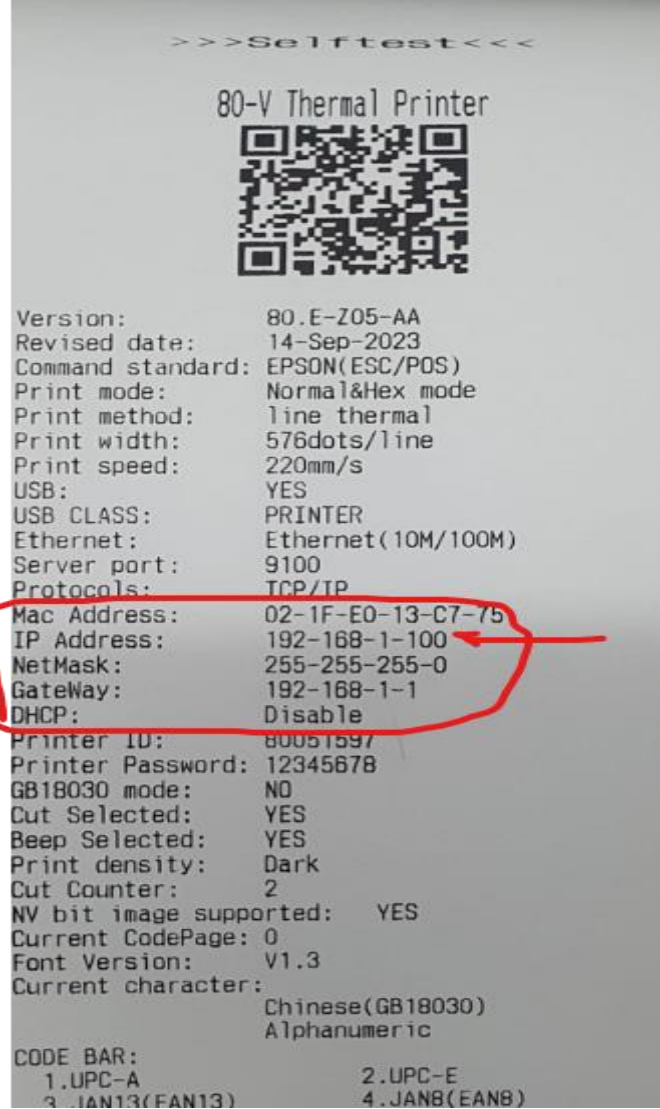 >>>Selftest<<<
80-V Thermal Printer
Version: 80.E-Z05-AA
Revised date: 14-Sep-2023
Command standard: EPSON(ESC/POS)
Print mode: Normal&Hex mode
Print method: line thermal
Print width: 576dots/line
Print speed: 220mm/s
USB: YES
USB CLASS: PRINTER
Ethernet: Ethernet(10M/100M)
Server port: 9100
Protocols: TCP/IP
Mac Address: 02-1F-E0-13-C7-75
IP Address: 192-168-1-100
NetMask: 255-255-255-0
GateWay: 192-168-1-1
DHCP: Disable
Printer ID: 80051597
Printer Password: 12345678
GB18030 mode: NO
Cut Selected: YES
Beep Selected: YES
Print density: Dark
Cut Counter: 2
NV bit image supported: YES
Current CodePage: 0
Font Version: V1.3
Current character:
Chinese(GB18030)
Alphanumeric
CODE BAR:
1.UPC-A 2.UPC-E
3.JAN13(EAN13) 4.JAN8(EAN8)